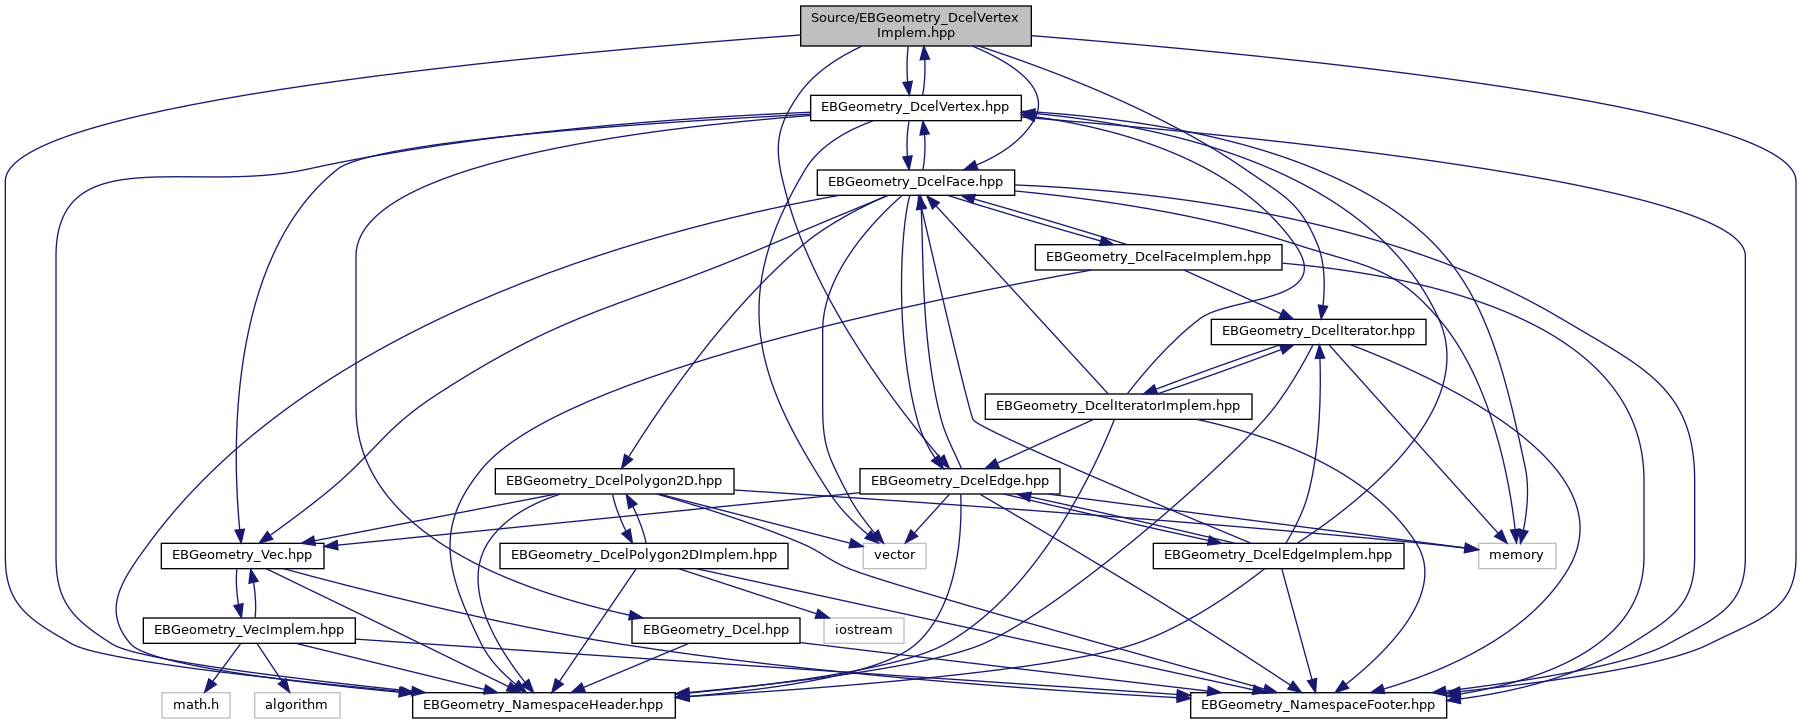 Source/EBGeometry_DcelVertex
Implem.hpp
EBGeometry_DcelVertex.hpp
EBGeometry_DcelFace.hpp
EBGeometry_DcelFaceImplem.hpp
EBGeometry_DcelIterator.hpp
EBGeometry_DcelIteratorImplem.hpp
EBGeometry_DcelPolygon2D.hpp
EBGeometry_DcelEdge.hpp
EBGeometry_Vec.hpp
EBGeometry_DcelPolygon2DImplem.hpp
vector
EBGeometry_DcelEdgeImplem.hpp
memory
EBGeometry_VecImplem.hpp
EBGeometry_Dcel.hpp
iostream
math.h
algorithm
EBGeometry_NamespaceHeader.hpp
EBGeometry_NamespaceFooter.hpp